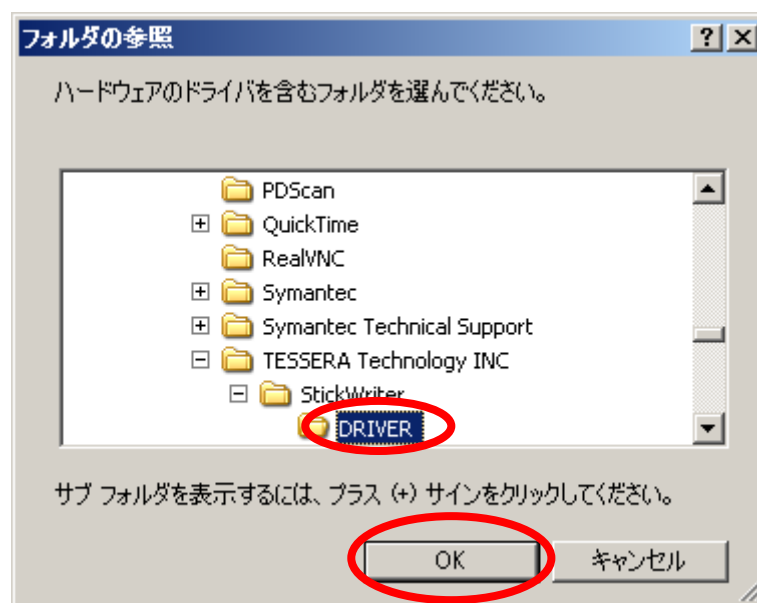 フォルダの参照
ハードウェアのドライバを含むフォルダを選んでください。
PDScan
QuickTime
RealVNC
Symantec
Symantec Technical Support
TESSERA Technology INC
StickWriter
DRIVER
サブ フォルダを表示するには、プラス (+) サインをクリックしてください。
OK
キャンセル